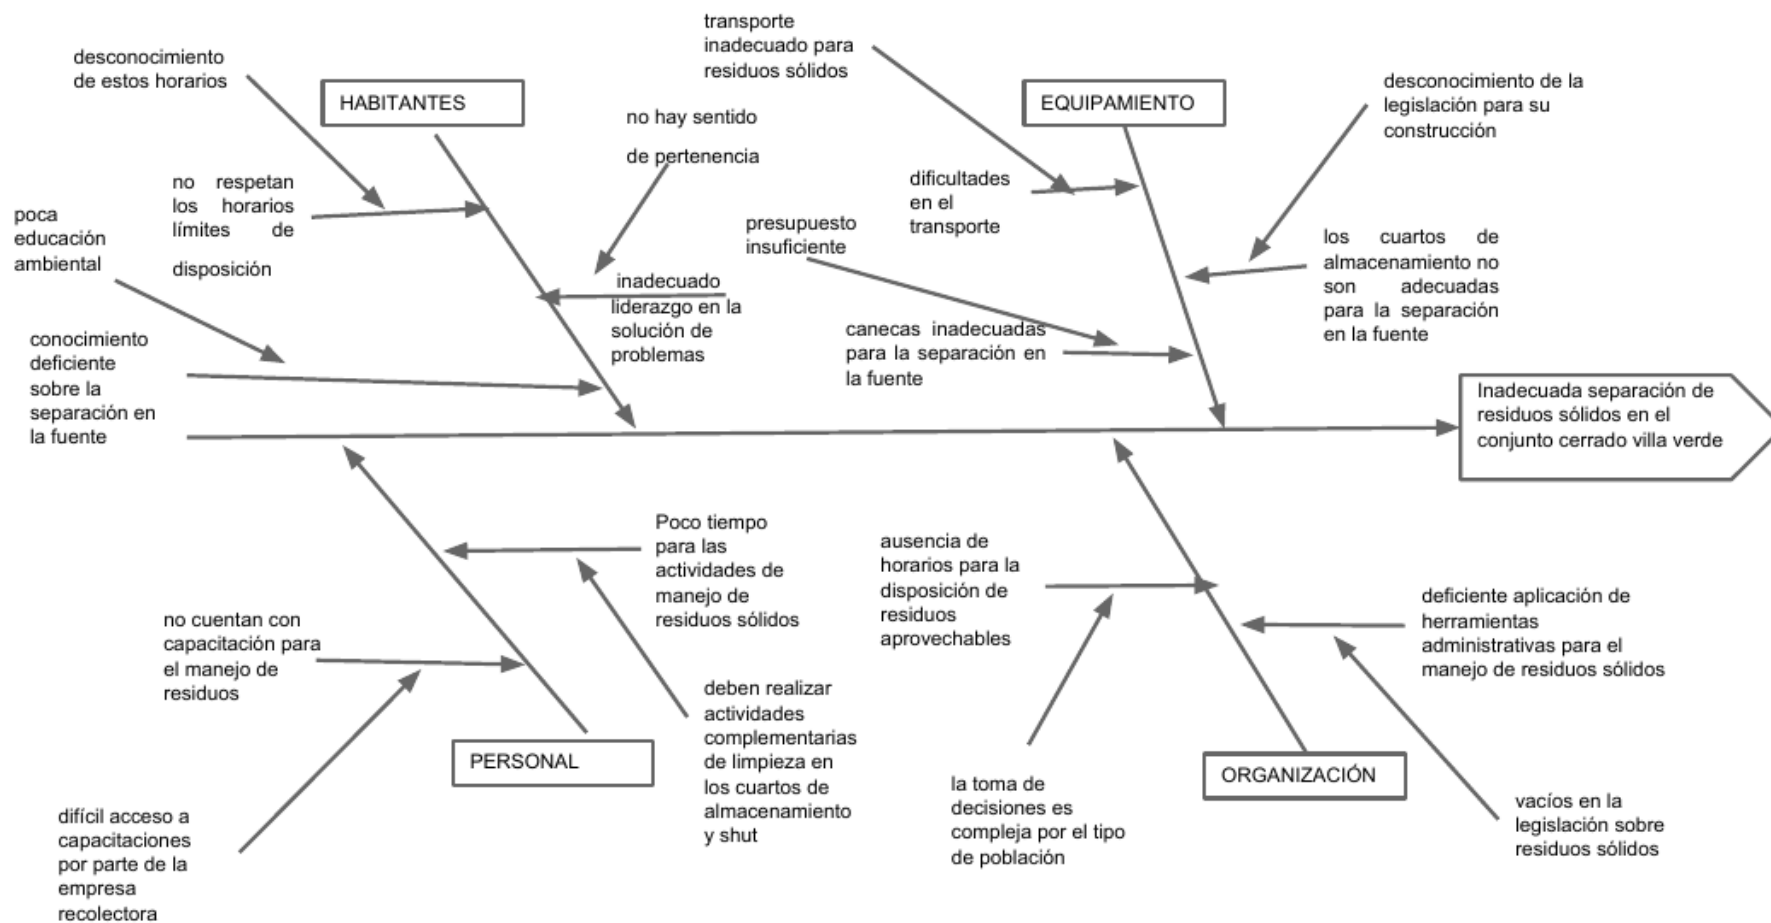 transporte
inadecuado para
residuos sólidos
desconocimiento
de estos horarios
HABITANTES
no hay sentido
de pertenencia
EQUIPAMIENTO
desconocimiento de la
legislación para su
construcción
no respetan
los horarios
límites de
disposición
poca
educación
ambiental
dificultades
en el
transporte
presupuesto
insuficiente
los cuartos de
almacenamiento no
son adecuadas
para la separación
en la fuente
inadecuado
liderazgo en la
solución de
problemas
conocimiento
deficiente
sobre la
separación en
la fuente
canecas inadecuadas
para la separación en
la fuente
Inadecuada separación de
residuos sólidos en el
conjunto cerrado villa verde
Poco tiempo
para las
actividades de
manejo de
residuos sólidos
ausencia de
horarios para la
disposición de
residuos
aprovechables
deficiente aplicación de
herramientas
administrativas para el
manejo de residuos sólidos
no cuentan con
capacitación para
el manejo de
residuos
deben realizar
actividades
complementarias
de limpieza en
los cuartos de
almacenamiento
y shut
PERSONAL
ORGANIZACIÓN
la toma de
decisiones es
compleja por el tipo
de población
vacíos en la
legislación sobre
residuos sólidos
difícil acceso a
capacitaciones
por parte de la
empresa
recolectora